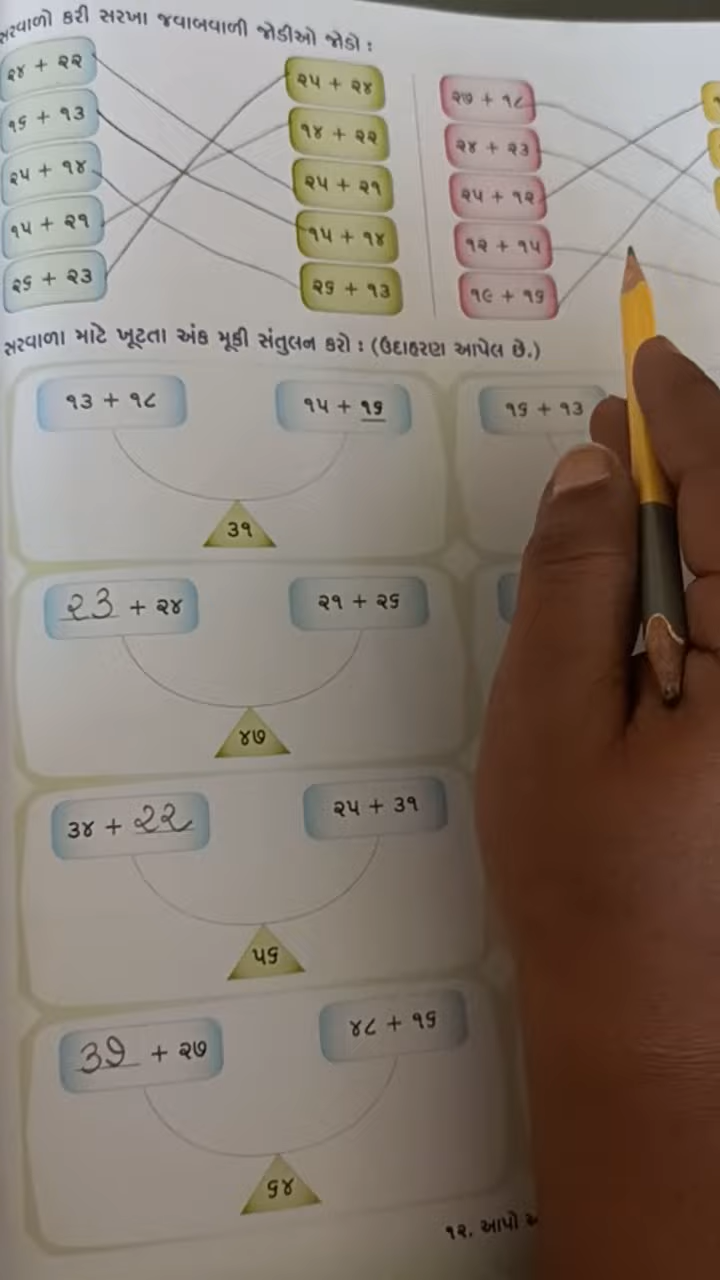 સરવાળો કરી સરખા જવાબવાળી જોડીઓ જોડો :
૨૪ + ૨૨
૨૫ + ૨૪
૨૭ + ૧૮
૧૬ + ૧૩
૧૪ + ૨૨
૨૪ + ૨૩
૨૫ + ૧૪
૨૫ + ૨૧
૨૫ + ૧૨
૧૫ + ૨૧
૧૫ + ૧૪
૧૨ + ૧૫
૨૬ + ૨૩
૨૬ + ૧૩
૧૯ + ૧૬
સરવાળા માટે ખૂટતા અંક મૂકી સંતુલન કરો : (ઉદાહરણ આપેલ છે.)
૧૩ + ૧૮
૧૫ + ૧૬
૧૬ + ૧૩
૩૧
૨૩ + ૨૪
૨૧ + ૨૬
૪૭
૩૪ + ૨૨
૨૫ + ૩૧
૫૬
૩૭ + ૨૭
૪૮ + ૧૬
૬૪
૧૨. આપો